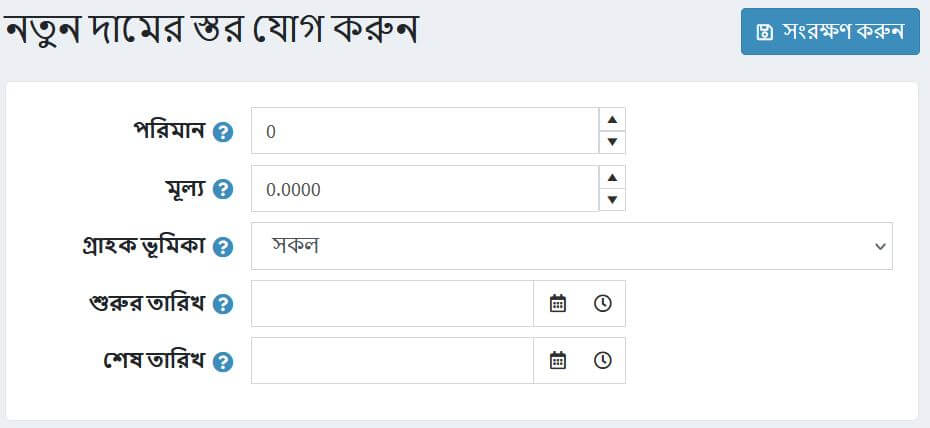 নতুন দামের স্তর যোগ করুন
সংরক্ষণ করুন
পরিমান ? 0
মূল্য ? 0.0000
গ্রাহক ভূমিকা ? সকল
শুরুর তারিখ ?
শেষ তারিখ ?